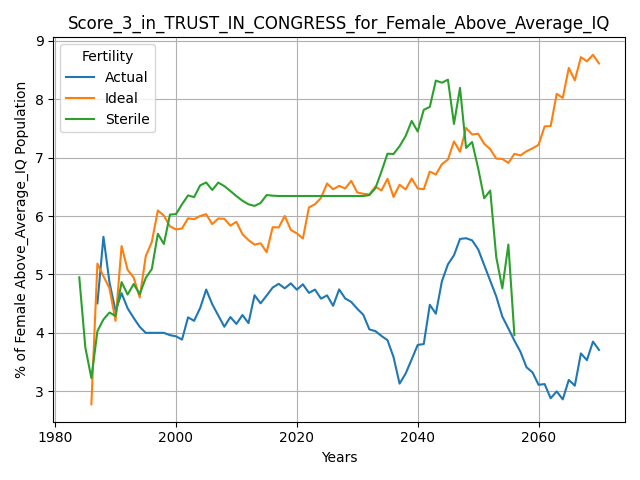 Score_3_in_TRUST_IN_CONGRESS_for_Female_Above_Average_IQ
% of Female Above_Average_IQ Population
9
8
7
6
5
4
3
Fertility
Actual
Ideal
Sterile
1980
2000
2020
2040
2060
Years